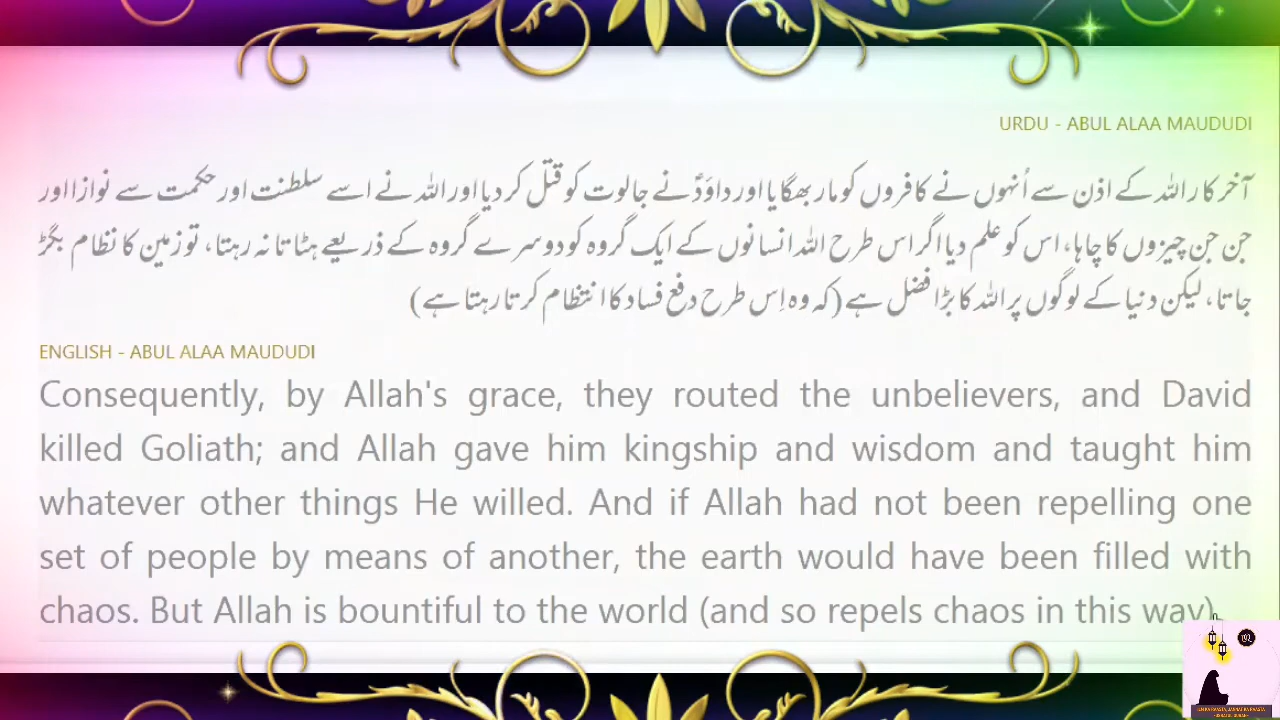 URDU - ABUL ALAA MAUDUDI
آخر کار اللہ کے اذن سے اُنہوں نے کافروں کو مار بھگایا اور داوَدؑ نے جالوت کو قتل کر دیا اور اللہ نے اسے سلطنت اور حکمت سے نوازا اور
جن جن چیزوں کا چاہا، اس کو علم دیا اگر اس طرح اللہ انسانوں کے ایک گروہ کو دوسرے گروہ کے ذریعے ہٹاتا نہ رہتا، تو زمین کا نظام بگڑ
جاتا، لیکن دنیا کے لوگوں پر اللہ کا بڑا فضل ہے (کہ وہ اِس طرح دفع فساد کا انتظام کرتا رہتا ہے)
ENGLISH - ABUL ALAA MAUDUDI
Consequently, by Allah's grace, they routed the unbelievers, and David
killed Goliath; and Allah gave him kingship and wisdom and taught him
whatever other things He willed. And if Allah had not been repelling one
set of people by means of another, the earth would have been filled with
chaos. But Allah is bountiful to the world (and so repels chaos in this way).